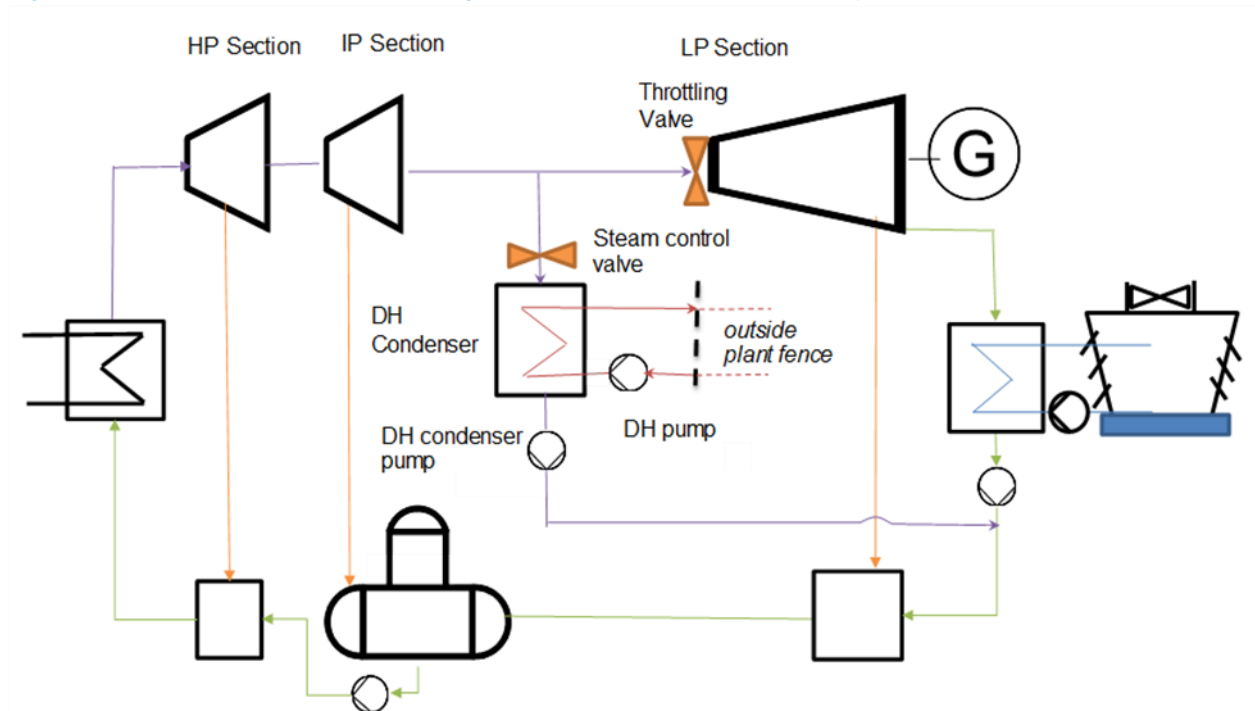 HP Section
IP Section
LP Section
Throttling
Valve
G
Steam control
valve
DH
Condenser
outside
plant fence
DH condenser
pump
DH pump